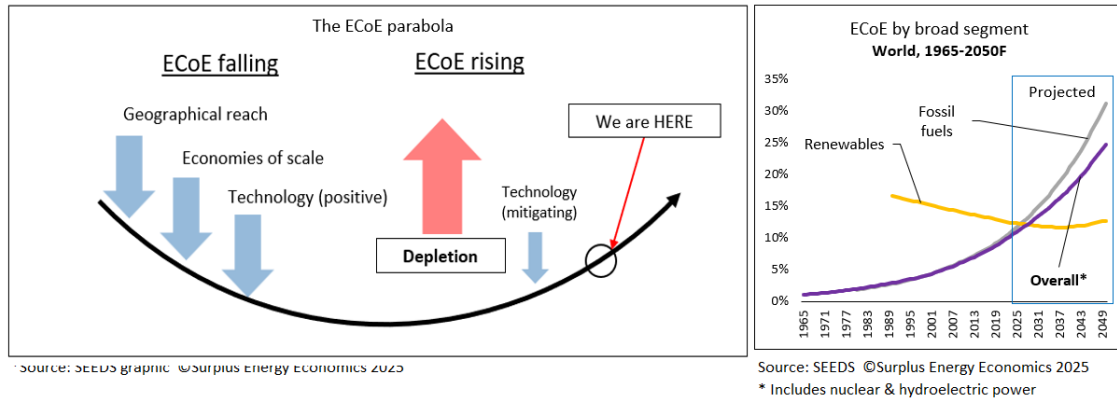 The ECoE parabola
ECoE falling
ECoE rising
Geographical reach
Economies of scale
Technology (positive)
Depletion
Technology
(mitigating)
We are HERE
Source: SEEDS graphic ©Surplus Energy Economics 2025
ECoE by broad segment
World, 1965-2050F
35%
30%
25%
20%
15%
10%
5%
0%
Projected
Fossil
fuels
Renewables
Overall*
1965
1971
1977
1983
1989
1995
2001
2007
2013
2019
2025
2031
2037
2043
2049
Source: SEEDS ©Surplus Energy Economics 2025
* Includes nuclear & hydroelectric power